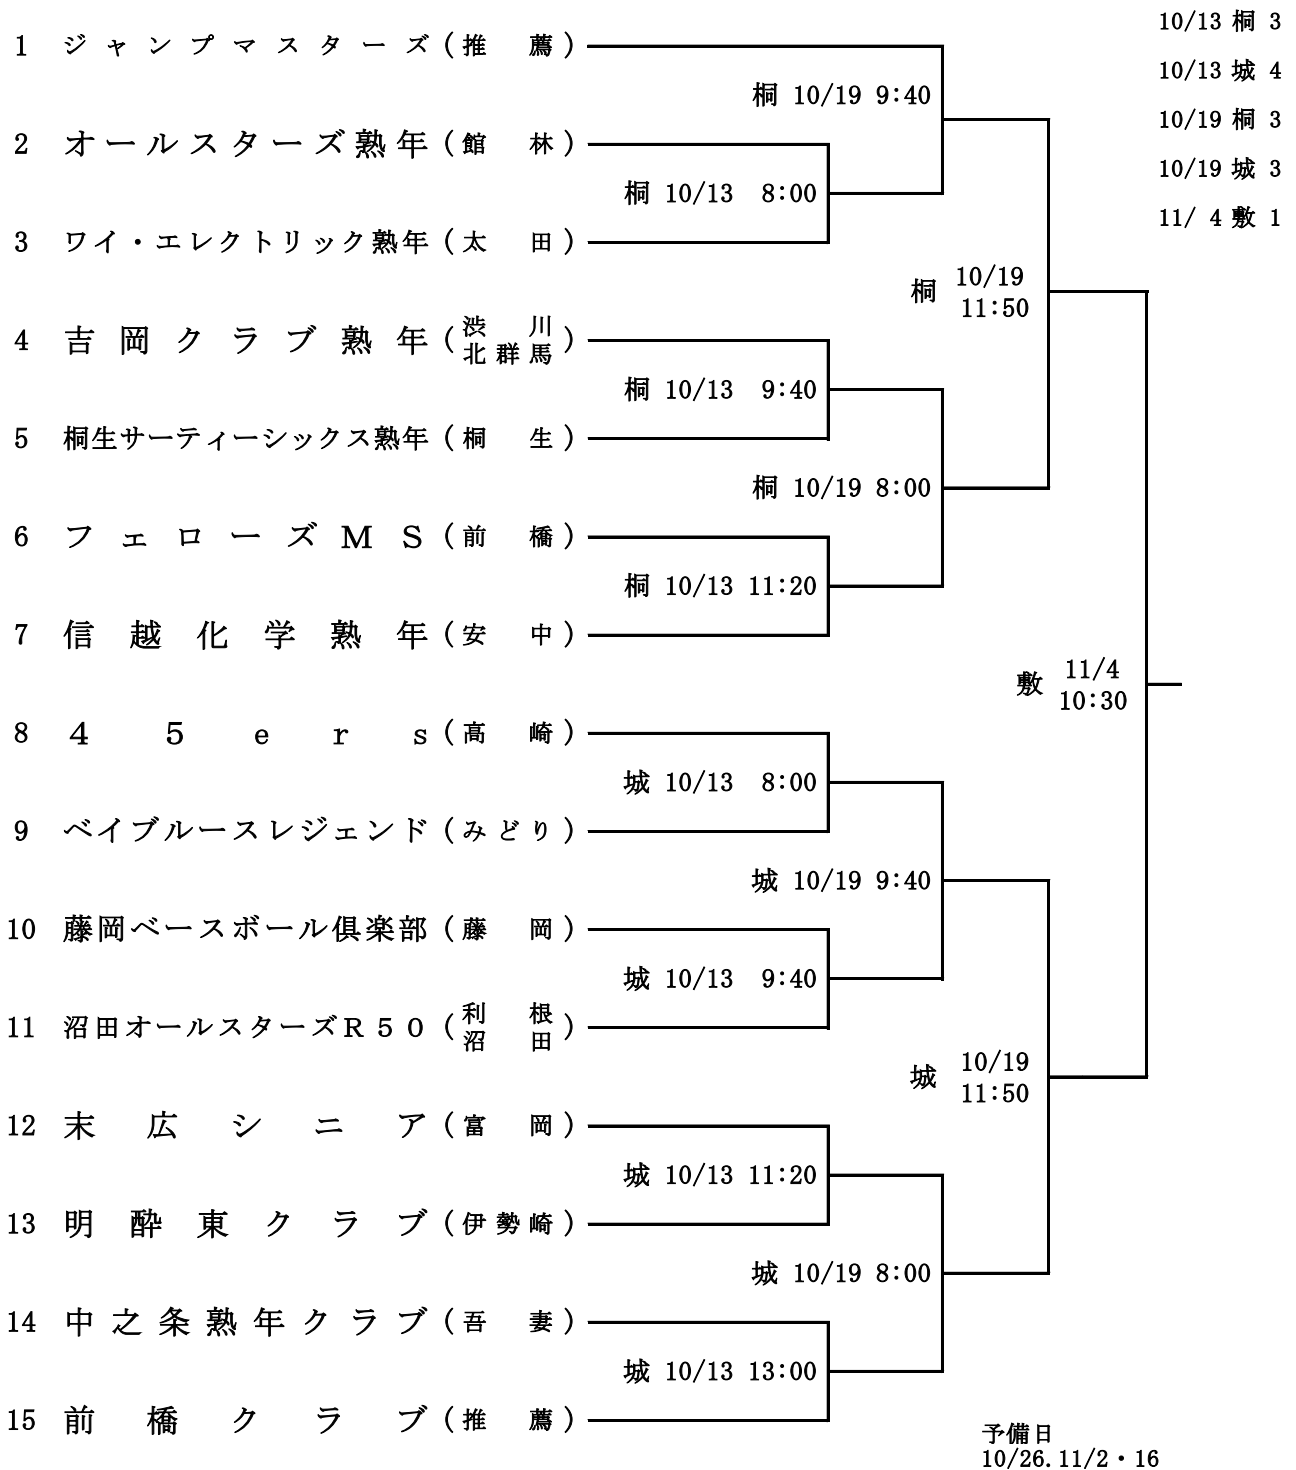 10/13 桐 3
10/13 城 4
10/19 桐 3
10/19 城 3
11/ 4 敷 1
1 ジャンプマスターズ(推 薦)
桐 10/19 9:40
2 オールスターズ熟年(館 林)
桐 10/13 8:00
3 ワイ・エレクトリック熟年(太 田)
桐 10/19 11:50
4 吉岡クラブ熟年(渋 川 北群馬)
桐 10/13 9:40
5 桐生サーティーシックス熟年(桐 生)
桐 10/19 8:00
6 フェローズMS(前 橋)
桐 10/13 11:20
7 信越化学熟年(安 中)
敷 11/4 10:30
8 45ers(高 崎)
城 10/13 8:00
9 ベイブルースレジェンド(みどり)
城 10/19 9:40
10 藤岡ベースボール倶楽部(藤 岡)
城 10/13 9:40
11 沼田オールスターズR50(利 根 沼 田)
城 10/19 11:50
12 末広シニア(富 岡)
城 10/13 11:20
13 明酔東クラブ(伊勢崎)
城 10/19 8:00
14 中之条熟年クラブ(吾 妻)
城 10/13 13:00
15 前橋クラブ(推 薦)
予備日
10/26.11/2・16